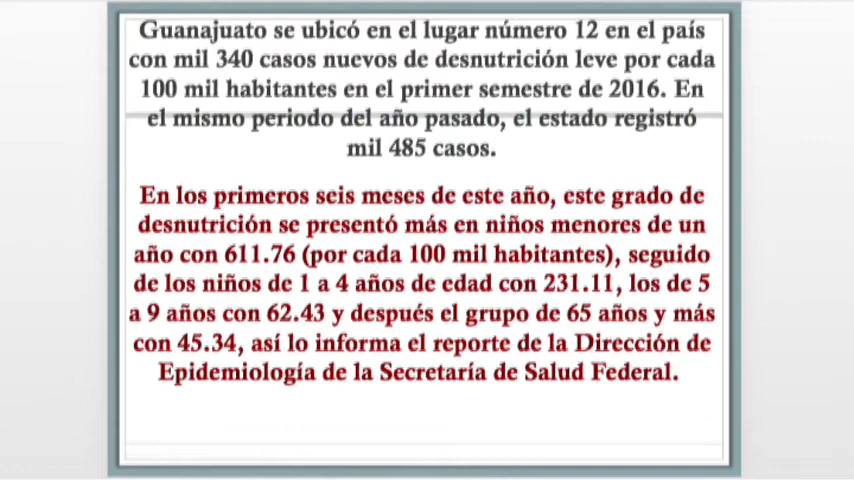 Guanajuato se ubicó en el lugar número 12 en el país
con mil 340 casos nuevos de desnutrición leve por cada
100 mil habitantes en el primer semestre de 2016. En
el mismo periodo del año pasado, el estado registró
mil 485 casos.
En los primeros seis meses de este año, este grado de
desnutrición se presentó más en niños menores de un
año con 611.76 (por cada 100 mil habitantes), seguido
de los niños de 1 a 4 años de edad con 231.11, los de 5
a 9 años con 62.43 y después el grupo de 65 años y más
con 45.34, así lo informa el reporte de la Dirección de
Epidemiología de la Secretaría de Salud Federal.